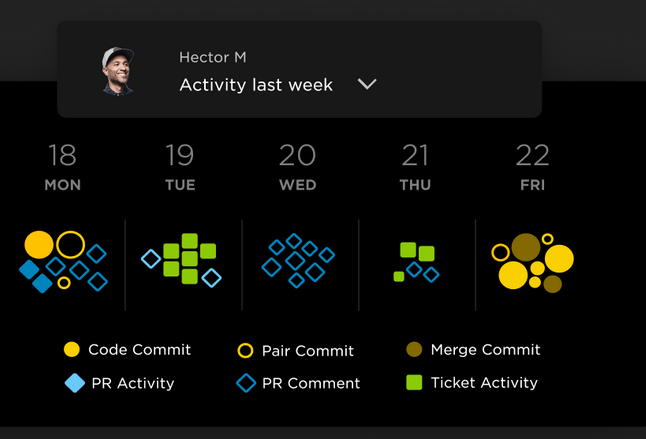 Hector M
Activity last week
18 19 20 21 22
MON TUE WED THU FRI
Code Commit Pair Commit Merge Commit
PR Activity PR Comment Ticket Activity